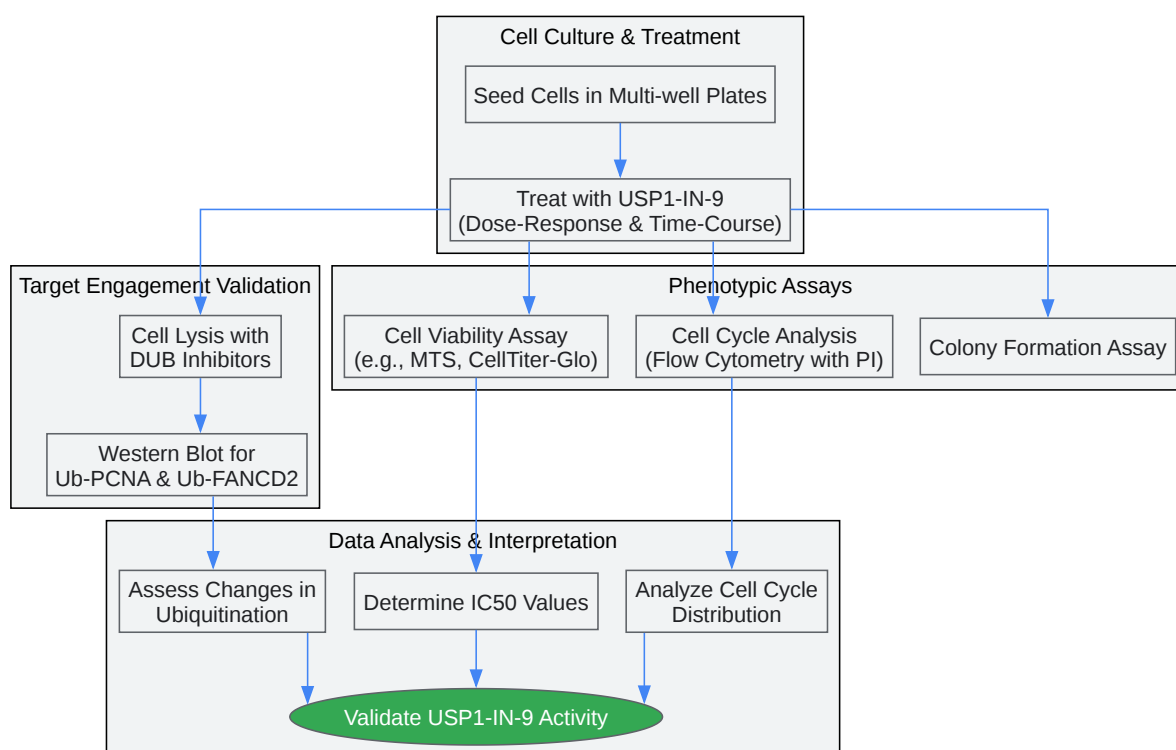 Cell Culture & Treatment
Seed Cells in Multi-well Plates
Treat with USP1-IN-9
(Dose-Response & Time-Course)
Target Engagement Validation
Phenotypic Assays
Cell Lysis with
DUB Inhibitors
Cell Viability Assay
(e.g., MTS, CellTiter-Glo)
Cell Cycle Analysis
(Flow Cytometry with PI)
Colony Formation Assay
Western Blot for
Ub-PCNA & Ub-FANCD2
Data Analysis & Interpretation
Assess Changes in
Ubiquitination
Determine IC50 Values
Analyze Cell Cycle
Distribution
Validate USP1-IN-9 Activity